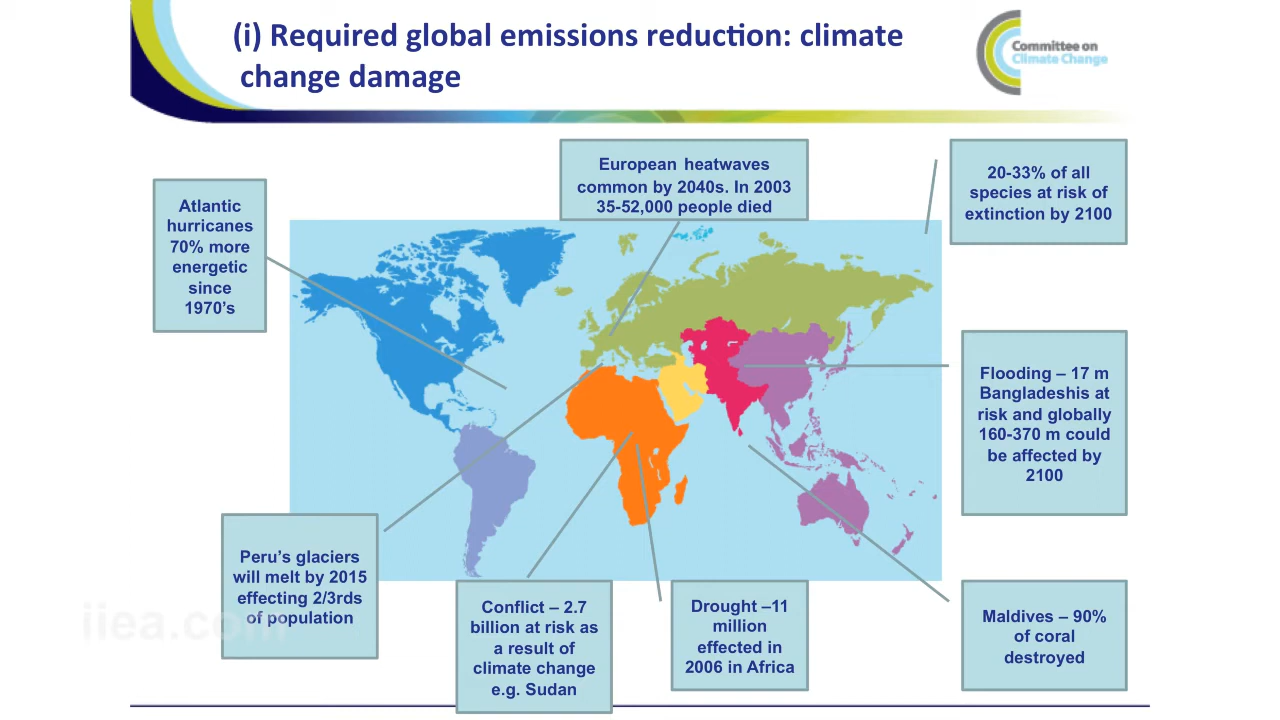 (i) Required global emissions reduction: climate
change damage
Committee on
Climate Change
European heatwaves
common by 2040s. In 2003
35-52,000 people died
20-33% of all
species at risk of
extinction by 2100
Atlantic
hurricanes
70% more
energetic
since
1970’s
Flooding – 17 m
Bangladeshis at
risk and globally
160-370 m could
be affected by
2100
Peru’s glaciers
will melt by 2015
effecting 2/3rds
of population
iiea.com
Conflict – 2.7
billion at risk as
a result of
climate change
e.g. Sudan
Drought –11
million
effected in
2006 in Africa
Maldives – 90%
of coral
destroyed